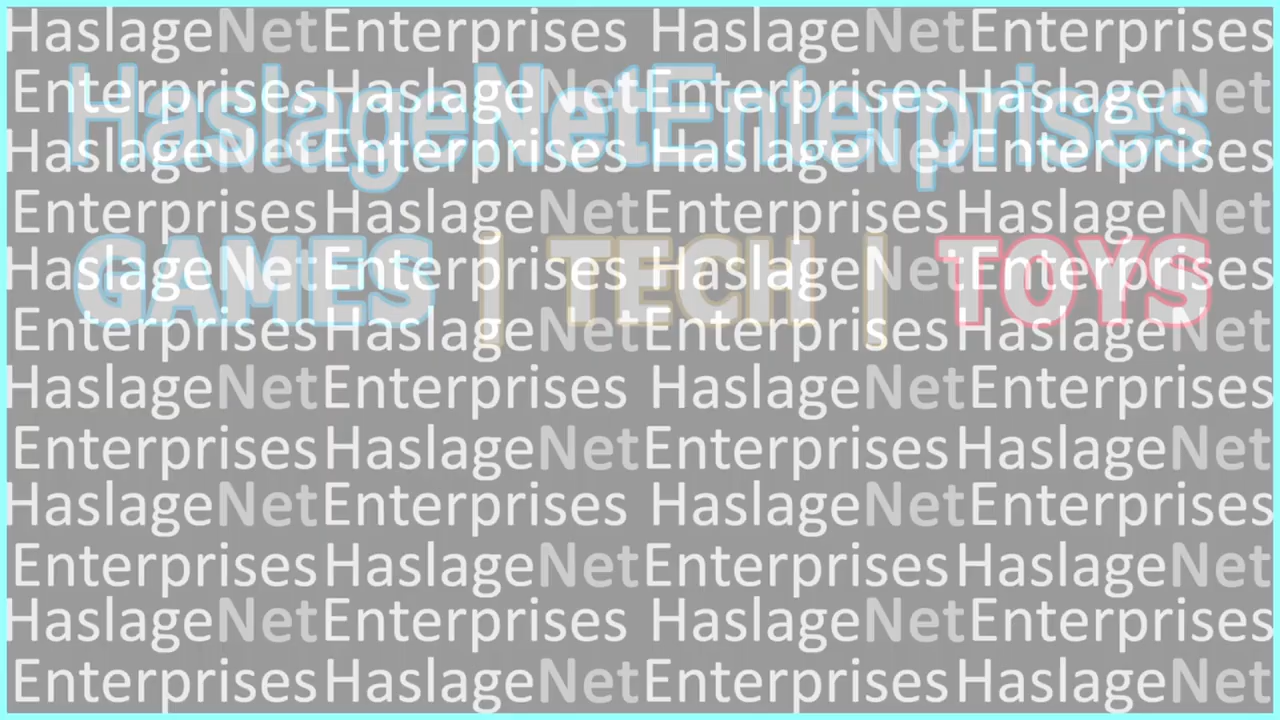 HaslageNetEnterprises HaslageNetEnterprises
EnterprisesHaslageNetEnterprisesHaslageNet
HaslageNetEnterprises
HaslageNetEnterprises HaslageNetEnterprises
EnterprisesHaslageNetEnterprisesHaslageNet
HaslageNetEnterprises HaslageNetEnterprises
GAMES | TECH | TOYS
EnterprisesHaslageNetEnterprisesHaslageNet
HaslageNetEnterprises HaslageNetEnterprises
EnterprisesHaslageNetEnterprisesHaslageNet
HaslageNetEnterprises HaslageNetEnterprises
EnterprisesHaslageNetEnterprisesHaslageNet
HaslageNetEnterprises HaslageNetEnterprises
EnterprisesHaslageNetEnterprisesHaslageNet